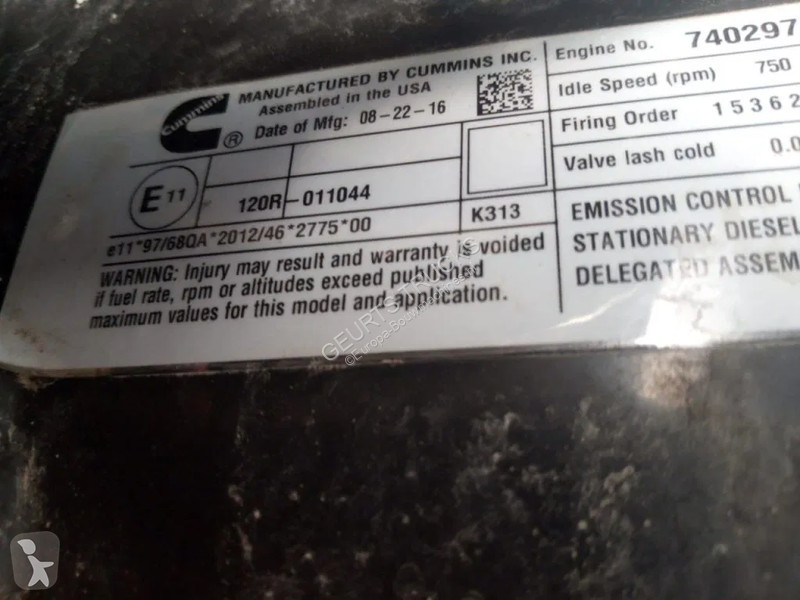 Cummins
®
MANUFACTURED BY CUMMINS INC.
Assembled in the USA
Date of Mfg: 08-22-16
E11
120R-011044
e11*97/68QA*2012/46*2775*00
K313
WARNING: Injury may result and warranty is voided
if fuel rate, rpm or altitudes exceed published
maximum values for this model and application.
Engine No. 740297
Idle Speed (rpm) 750
Firing Order 1 5 3 6 2
Valve lash cold 0.0
EMISSION CONTROL
STATIONARY DIESEL
DELEGATED ASSEM
GEURTS TRUCKS